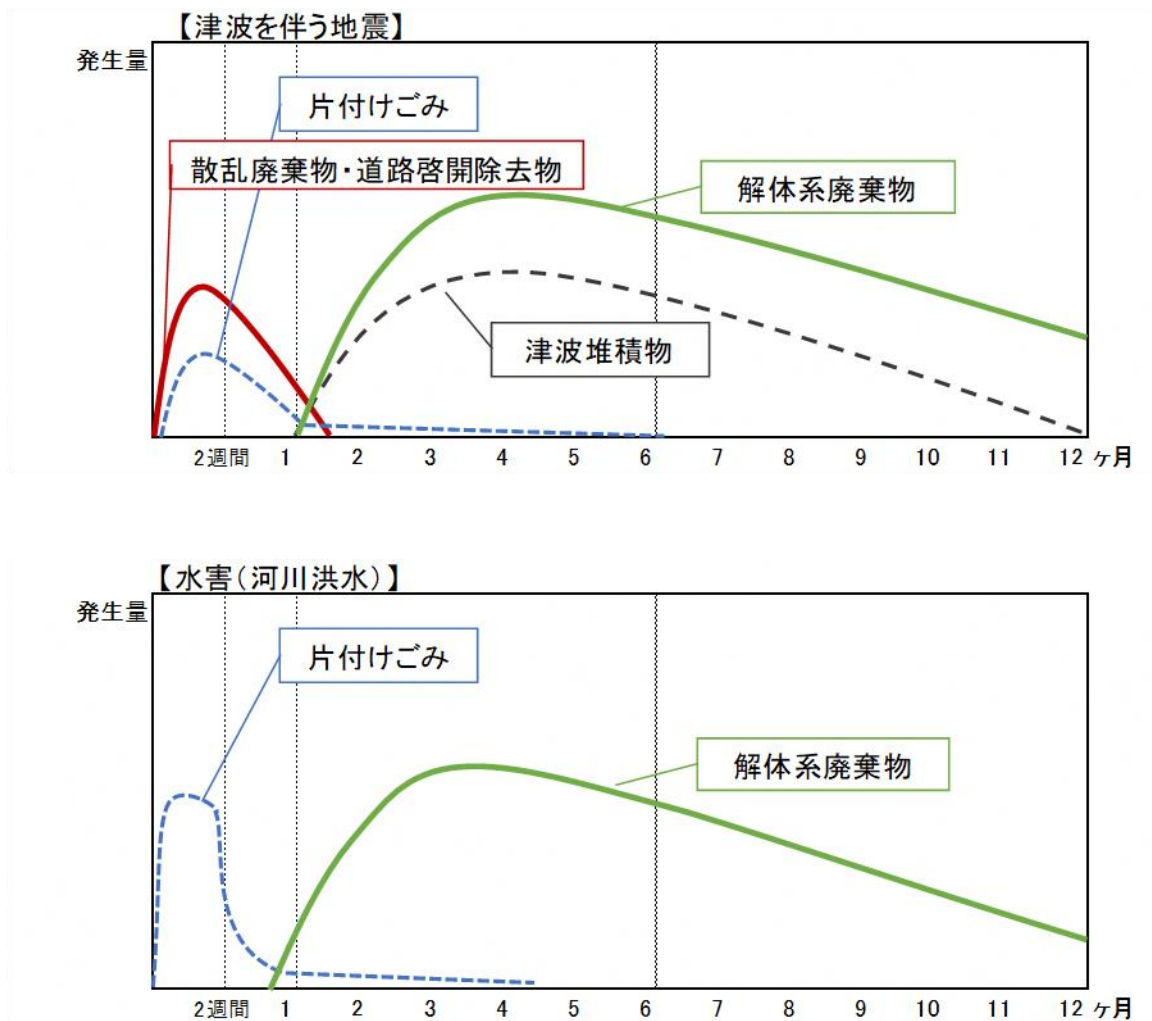 【津波を伴う地震】
発生量
片付けごみ
散乱廃棄物・道路啓開除去物
解体系廃棄物
津波堆積物
2週間 1 2 3 4 5 6 7 8 9 10 11 12 ヶ月
【水害(河川洪水)】
発生量
片付けごみ
解体系廃棄物
2週間 1 2 3 4 5 6 7 8 9 10 11 12 ヶ月